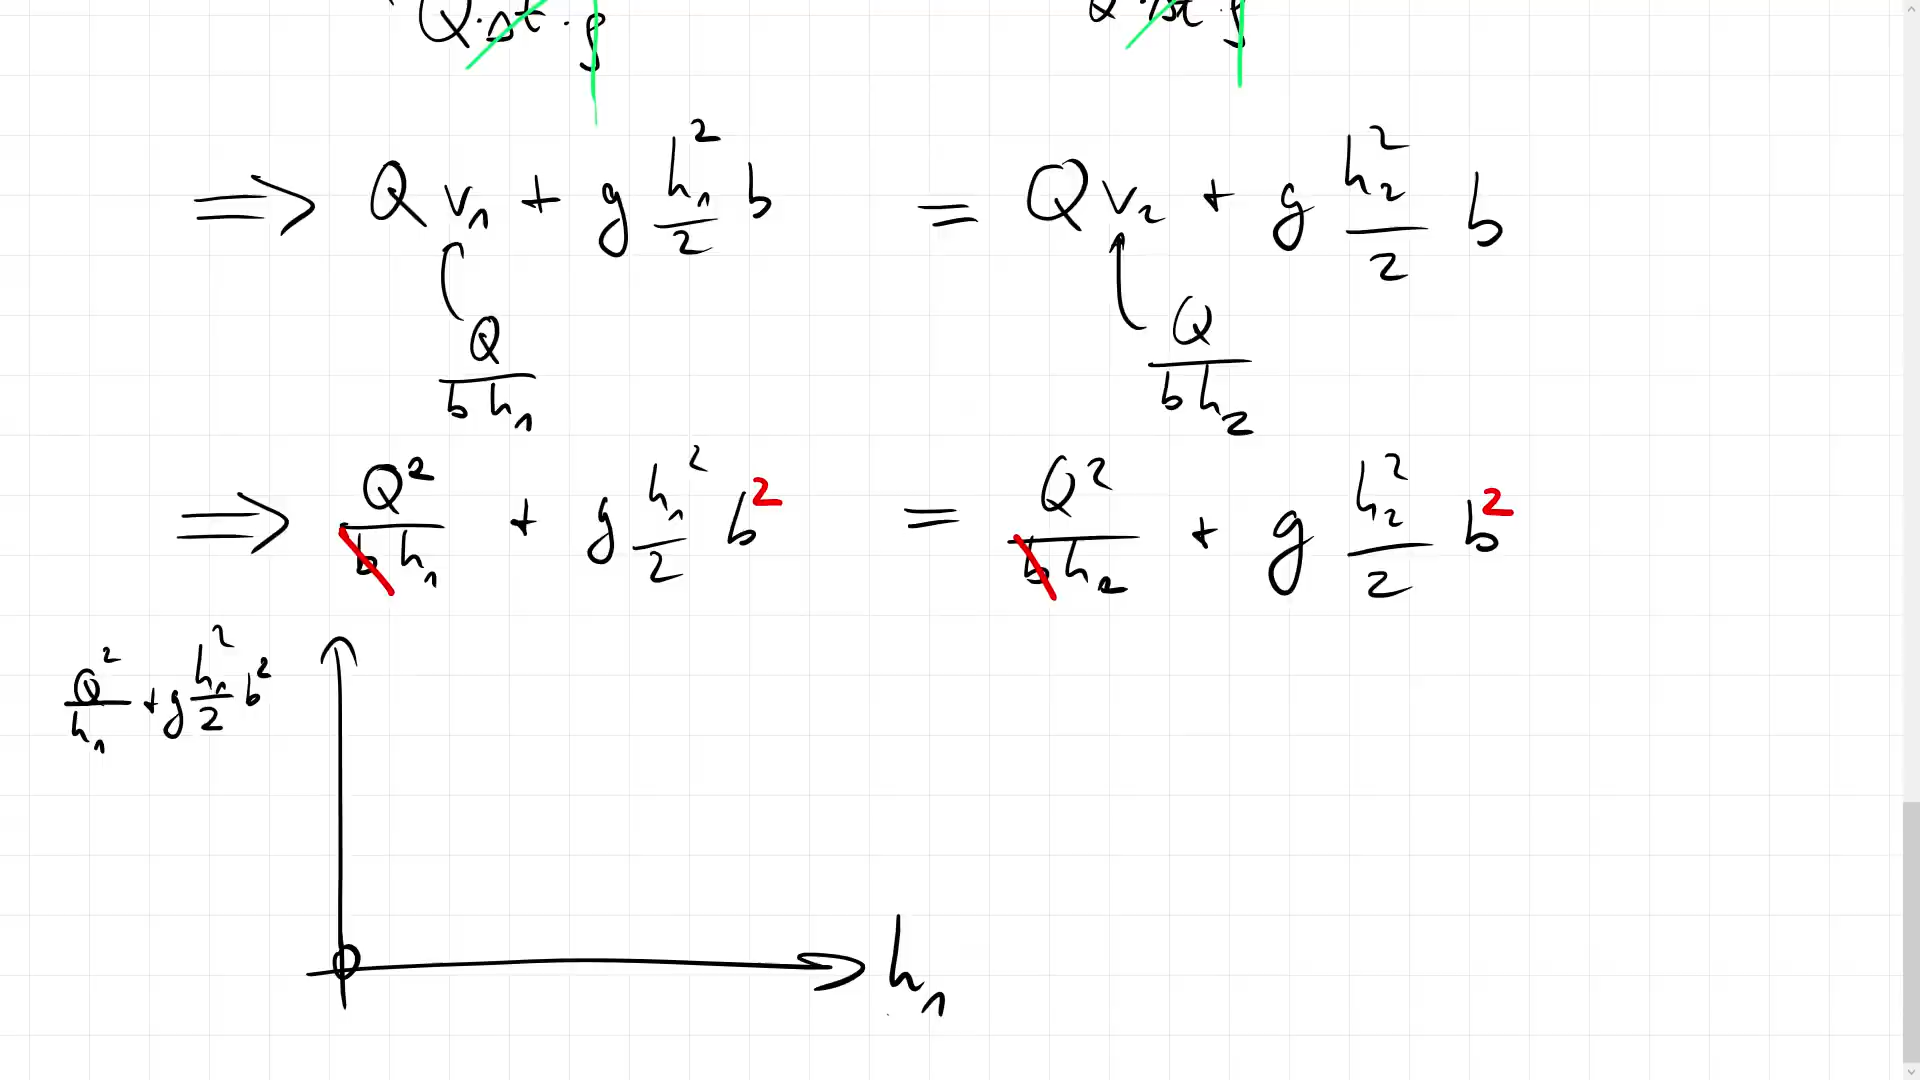 Q·Δt·ρ Q·Δt·ρ
⟹ Q v₁ + g h₁²/2 b = Q v₂ + g h₂²/2 b
Q/(b h₁) Q/(b h₂)
⟹ Q²/(b h₁) + g h₁²/2 b² = Q²/(b h₂) + g h₂²/2 b²
Q²/h₁ + g h₁²/2 b²
h₁